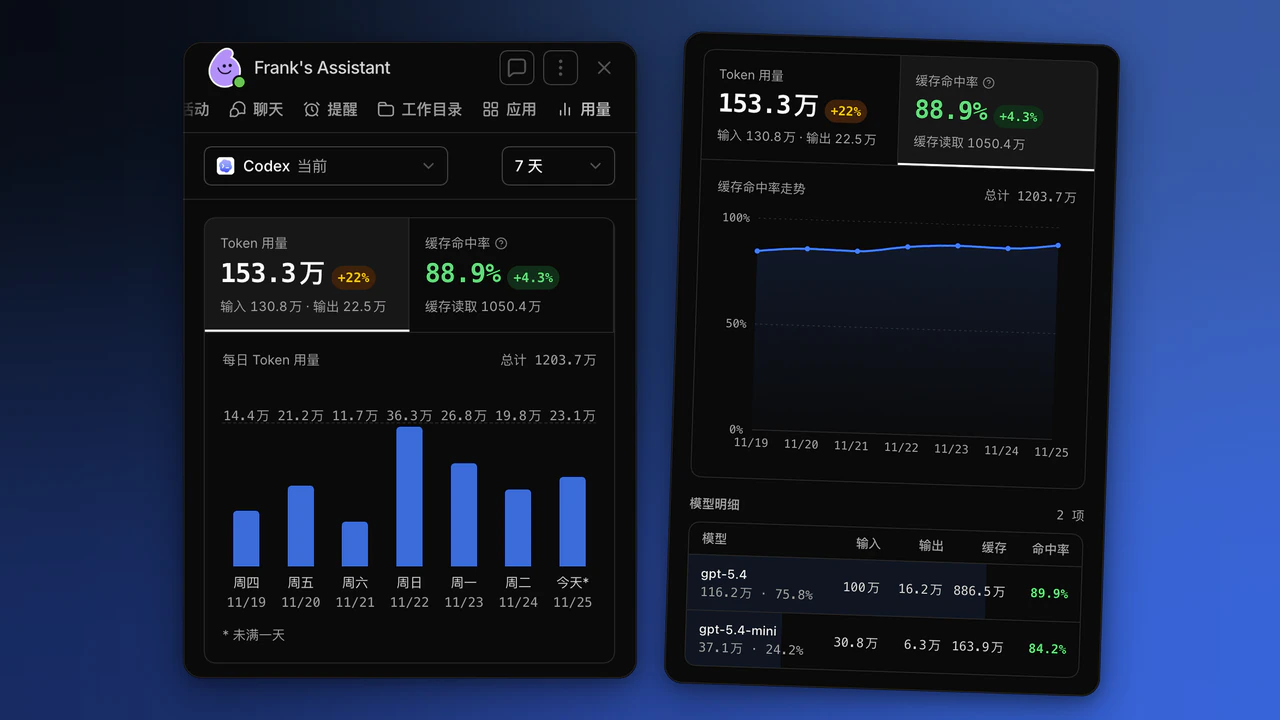 Frank's Assistant
活动 聊天 提醒 工作目录 应用 用量
Codex 当前 7 天
Token 用量
153.3万 +22%
输入 130.8万 · 输出 22.5万
缓存命中率
88.9% +4.3%
缓存读取 1050.4万
每日 Token 用量 总计 1203.7万
14.4万 21.2万 11.7万 36.3万 26.8万 19.8万 23.1万
周四 周五 周六 周日 周一 周二 今天*
11/19 11/20 11/21 11/22 11/23 11/24 11/25
* 未满一天
Token 用量
153.3万 +22%
输入 130.8万 · 输出 22.5万
缓存命中率
88.9% +4.3%
缓存读取 1050.4万
缓存命中率走势 总计 1203.7万
100%
50%
0%
11/19 11/20 11/21 11/22 11/23 11/24 11/25
模型明细 2 项
模型 输入 输出 缓存 命中率
gpt-5.4
116.2万 · 75.8% 100万 16.2万 886.5万 89.9%
gpt-5.4-mini
37.1万 · 24.2% 30.8万 6.3万 163.9万 84.2%